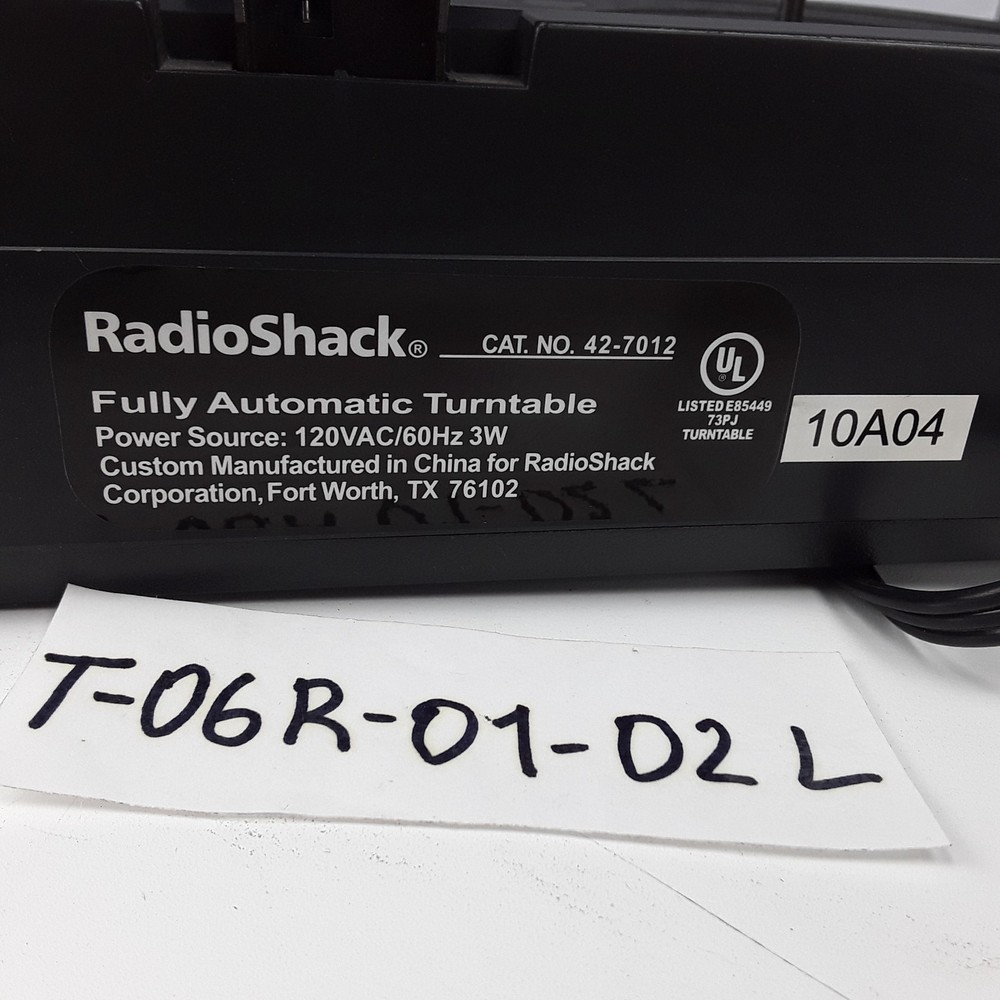 RadioShack® CAT. NO. 42-7012
UL ®
Fully Automatic Turntable
LISTED E85449
73PJ
TURNTABLE
10A04
Power Source: 120VAC/60Hz 3W
Custom Manufactured in China for RadioShack
Corporation, Fort Worth, TX 76102
T-06R-01-02L